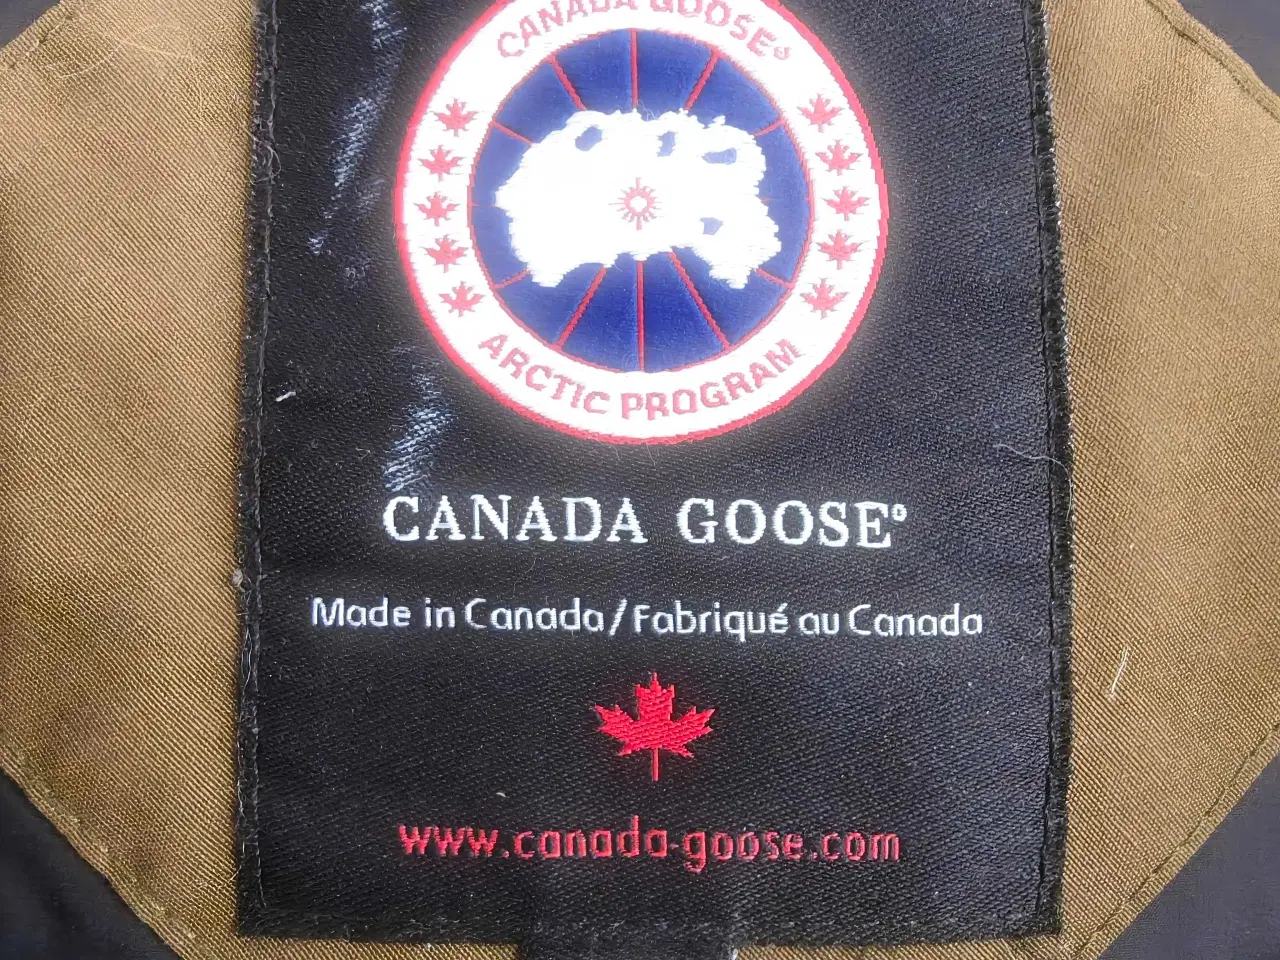 CANADA GOOSE®
ARCTIC PROGRAM
CANADA GOOSE®
Made in Canada/Fabriqué au Canada
www.canada-goose.com